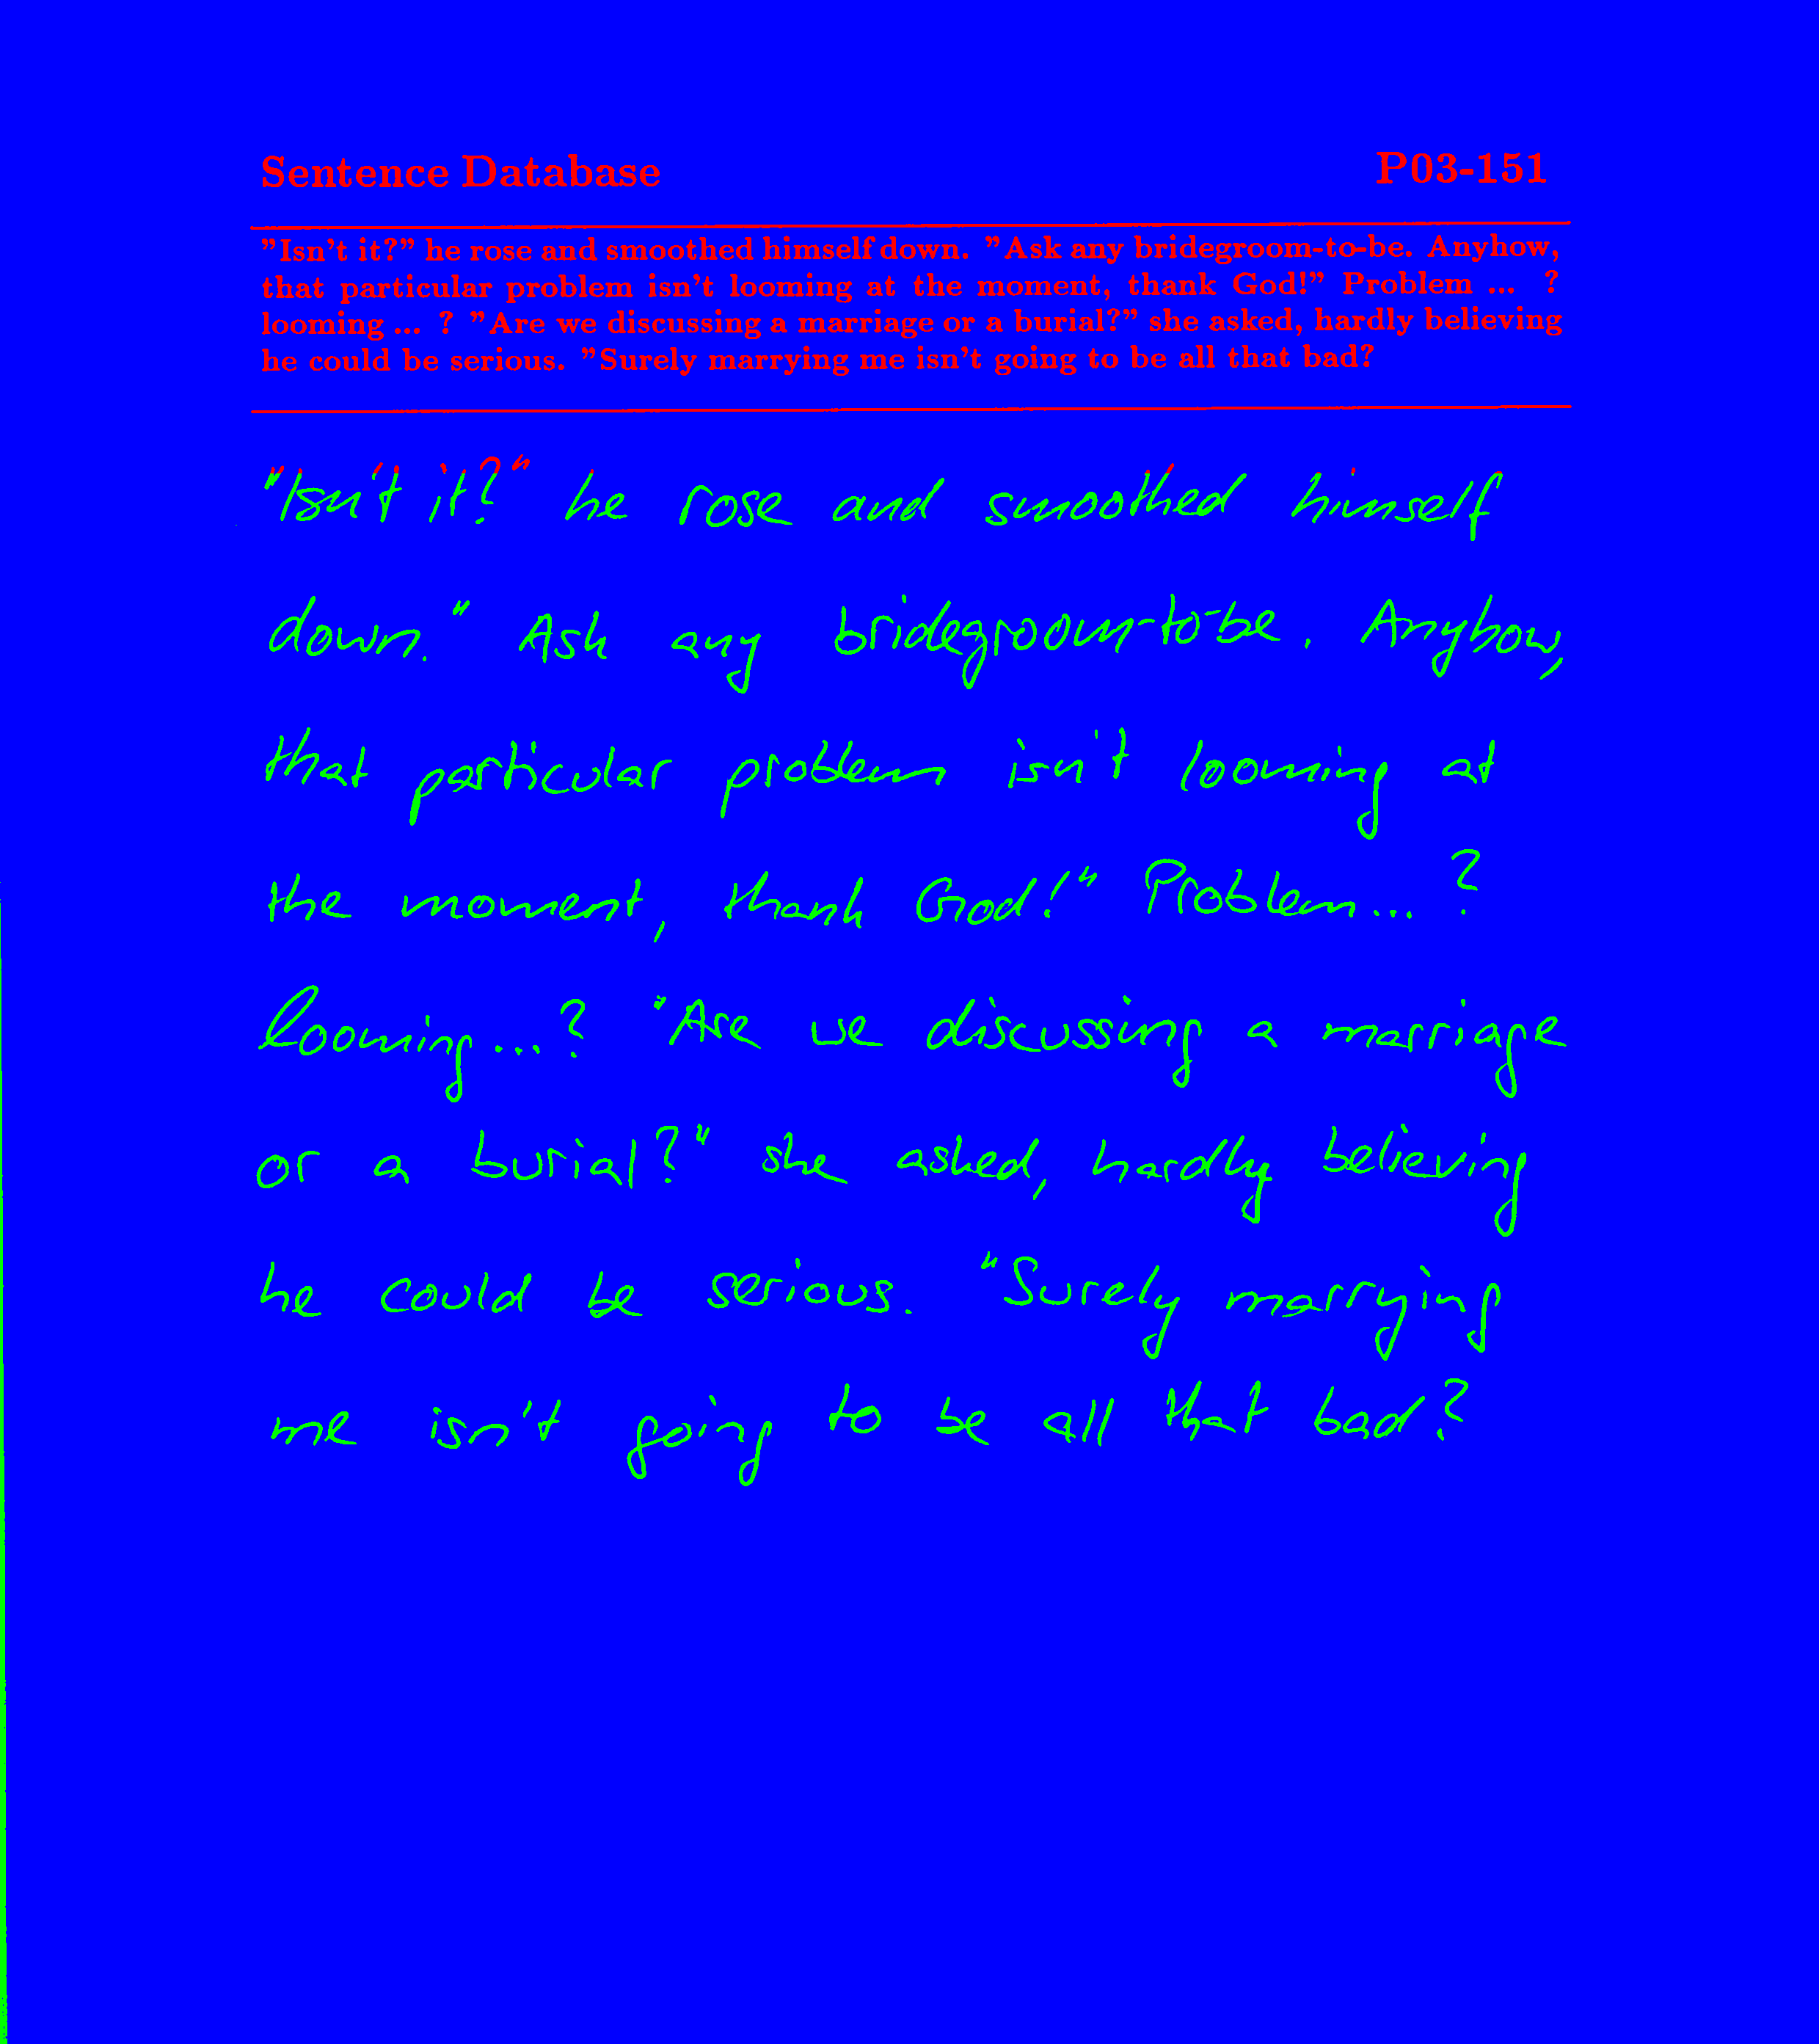 Sentence Database P03-151
"Isn't it?" he rose and smoothed himself down. "Ask any bridegroom-to-be. Anyhow,
that particular problem isn't looming at the moment, thank God!" Problem ... ?
looming ... ? "Are we discussing a marriage or a burial?" she asked, hardly believing
he could be serious. "Surely marrying me isn't going to be all that bad?
"Isn't it?" he rose and smoothed himself
down." Ask any bridegroom-to-be. Anyhow,
that particular problem isn't looming at
the moment, thank God!" Problem... ?
looming...? "Are we discussing a marriage
or a burial?" she asked, hardly believing
he could be serious. "Surely marrying
me isn't going to be all that bad?